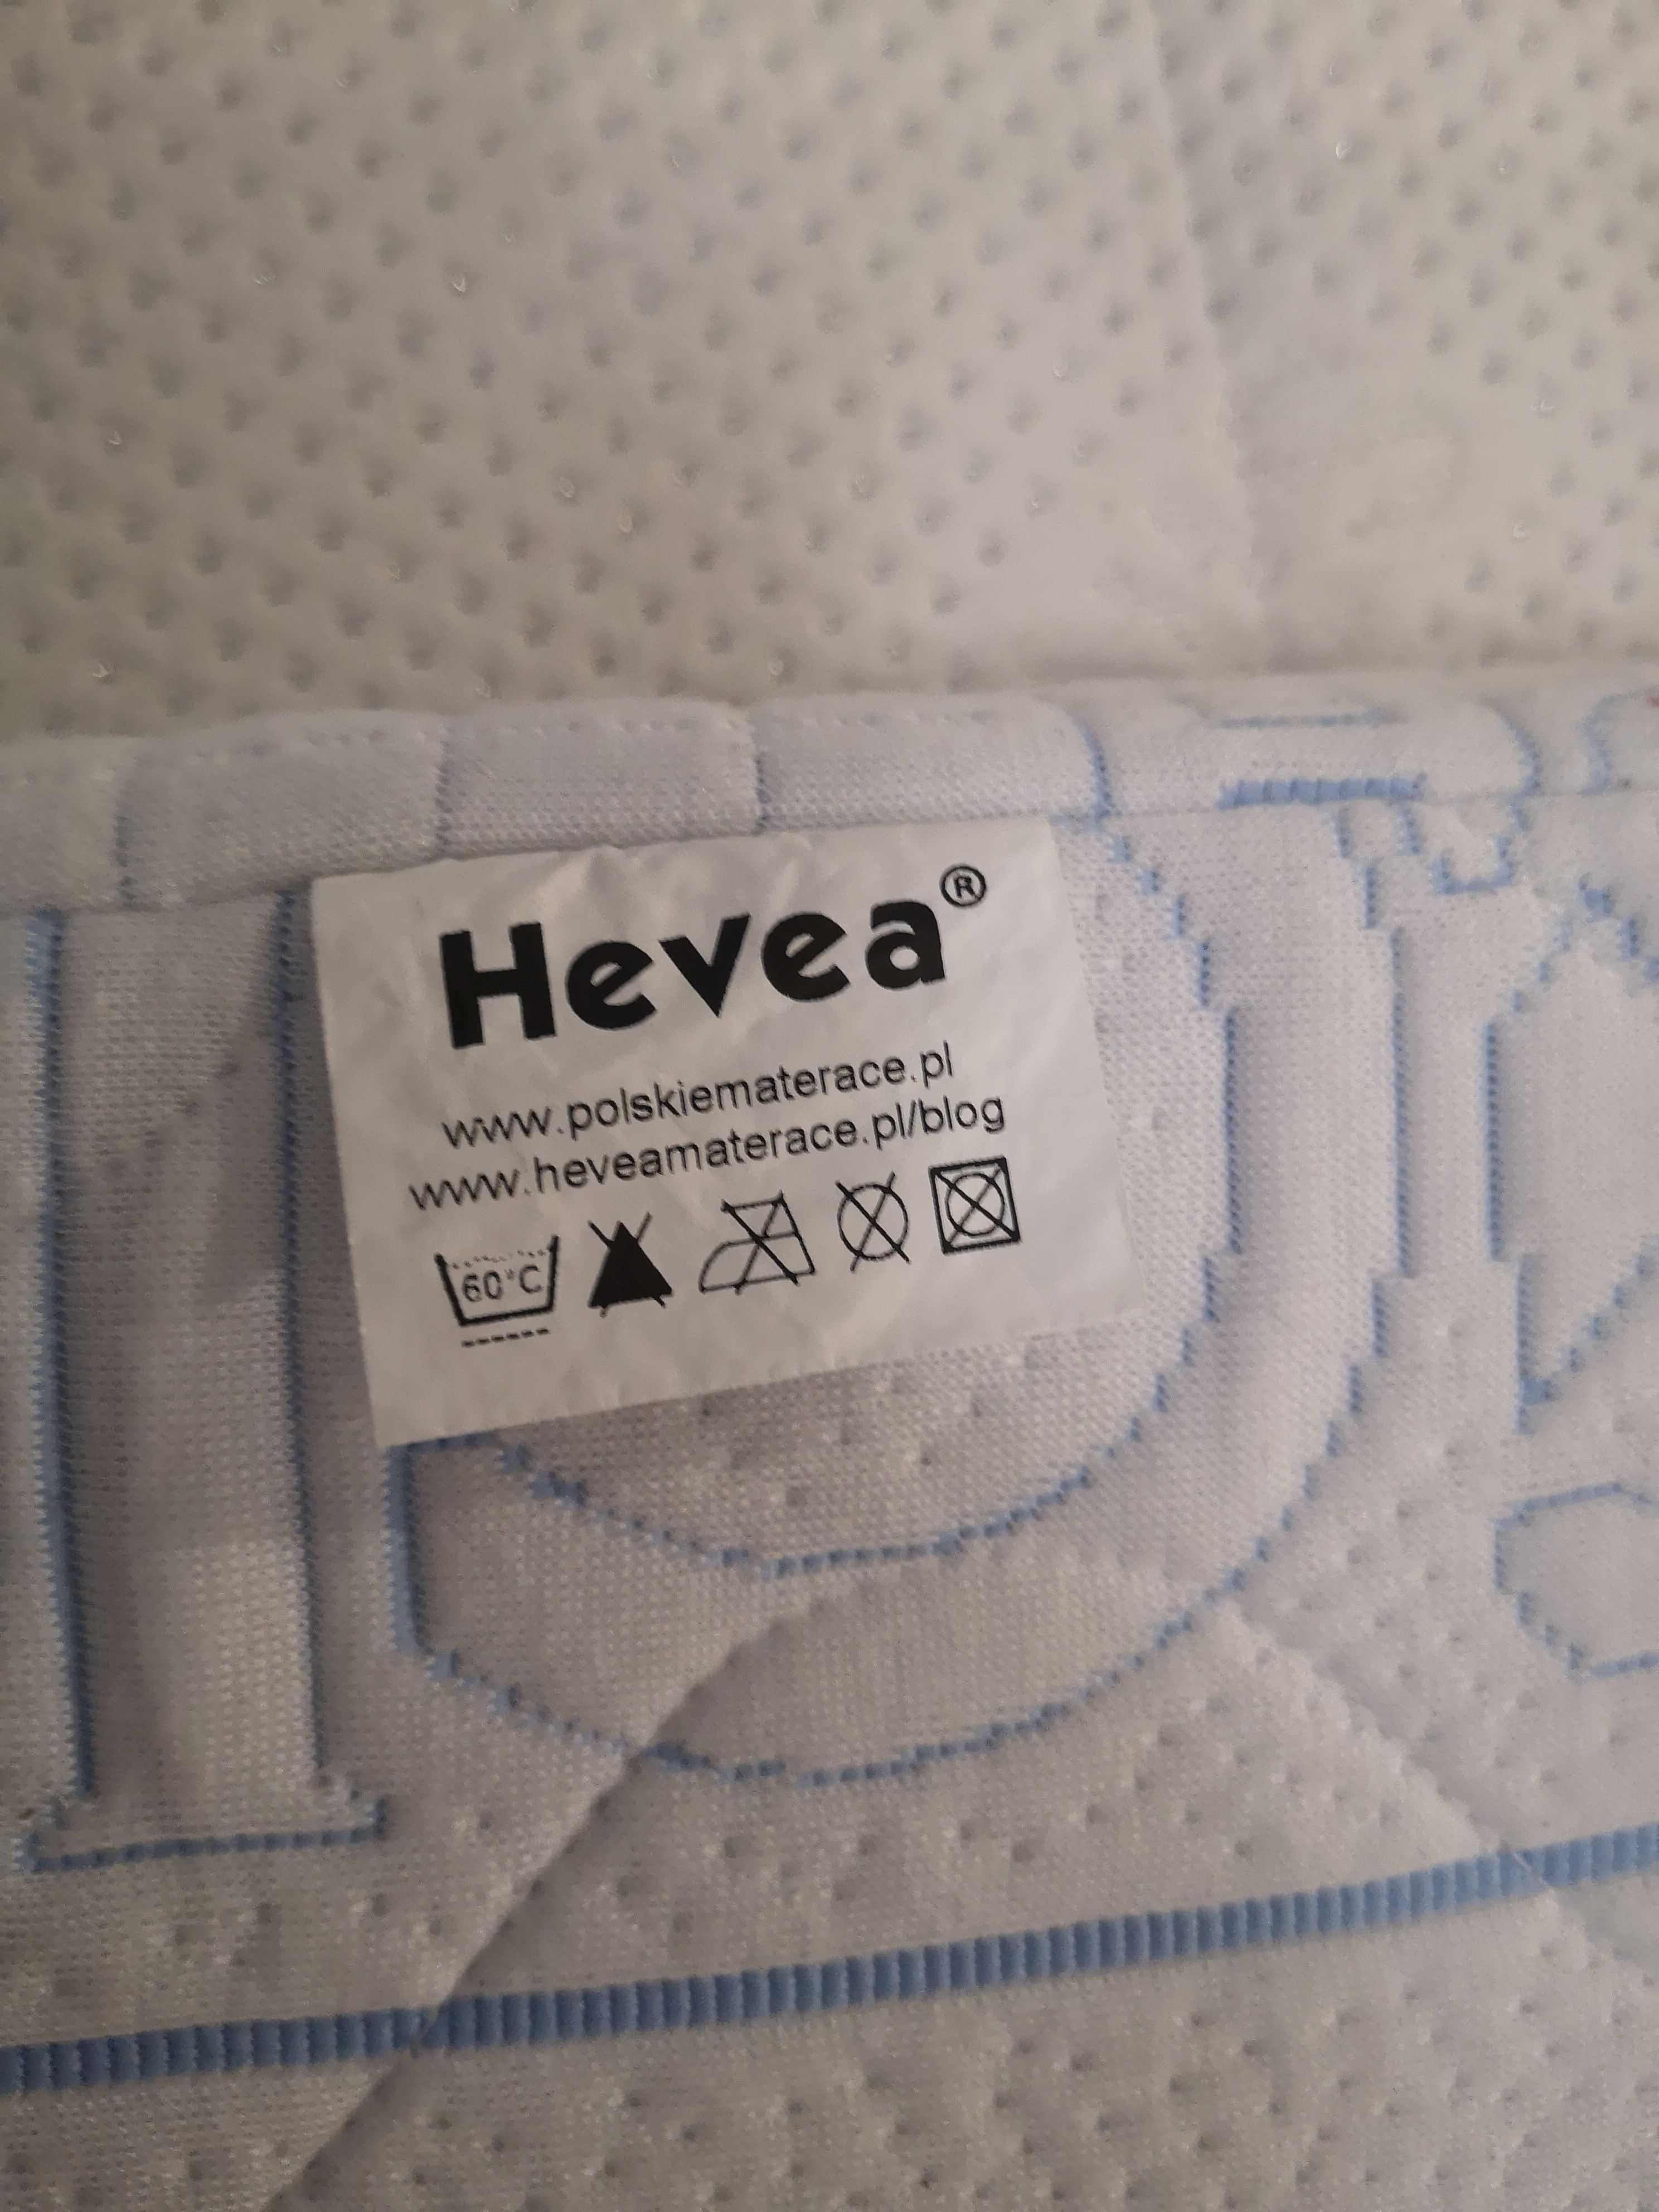 Hevea®
www.polskiematerace.pl
www.heveamaterace.pl/blog
60°C